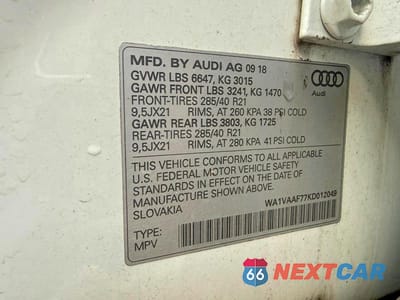 MFD. BY AUDI AG 09 18
GVWR LBS 6647, KG 3015
GAWR FRONT LBS 3241, KG 1470
FRONT-TIRES 285/40 R21
9,5JX21 RIMS, AT 260 KPA 38 PSI COLD
GAWR REAR LBS 3803, KG 1725
REAR-TIRES 285/40 R21
9,5JX21 RIMS, AT 280 KPA 41 PSI COLD
THIS VEHICLE CONFORMS TO ALL APPLICABLE
U.S. FEDERAL MOTOR VEHICLE SAFETY
STANDARDS IN EFFECT ON THE DATE OF
MANUFACTURE SHOWN ABOVE.
SLOVAKIA
WA1VAAF77KD012049
TYPE:
MPV
Audi
66 NEXTCAR